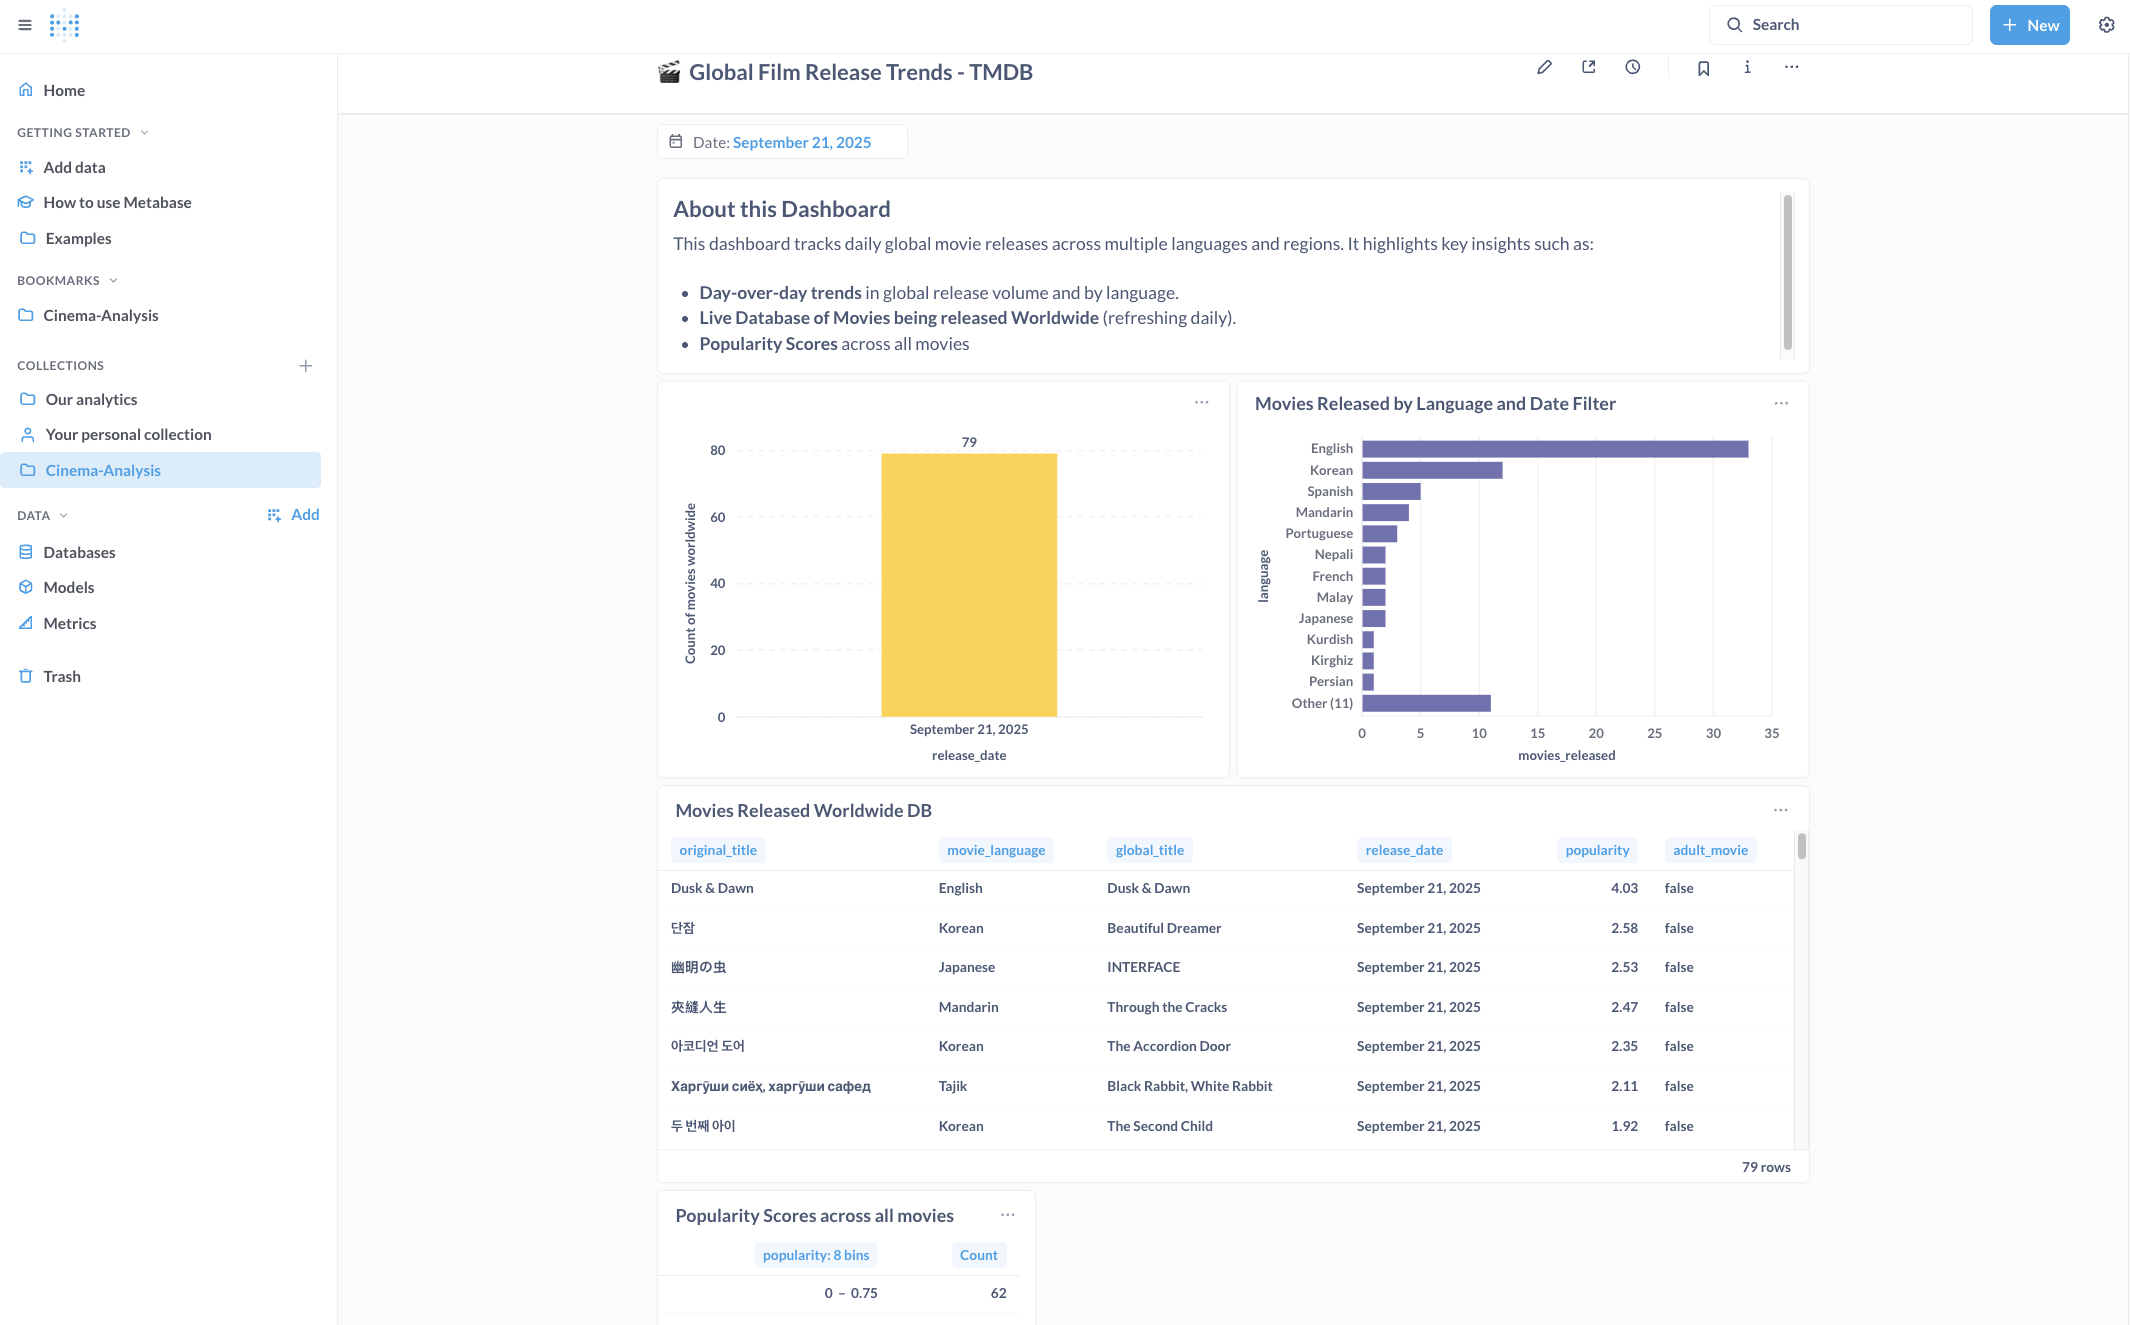 Search
New
Home
GETTING STARTED
Add data
How to use Metabase
Examples
BOOKMARKS
Cinema-Analysis
COLLECTIONS
Our analytics
Your personal collection
Cinema-Analysis
DATA
Add
Databases
Models
Metrics
Trash
🎬 Global Film Release Trends - TMDB
Date: September 21, 2025
About this Dashboard
This dashboard tracks daily global movie releases across multiple languages and regions. It highlights key insights such as:
• Day-over-day trends in global release volume and by language.
• Live Database of Movies being released Worldwide (refreshing daily).
• Popularity Scores across all movies
79
80
60
40
20
0
Count of movies worldwide
September 21, 2025
release_date
Movies Released by Language and Date Filter
language
English
Korean
Spanish
Mandarin
Portuguese
Nepali
French
Malay
Japanese
Kurdish
Kirghiz
Persian
Other (11)
0 5 10 15 20 25 30 35
movies_released
Movies Released Worldwide DB
original_title movie_language global_title release_date popularity adult_movie
Dusk & Dawn English Dusk & Dawn September 21, 2025 4.03 false
단잠 Korean Beautiful Dreamer September 21, 2025 2.58 false
幽明の虫 Japanese INTERFACE September 21, 2025 2.53 false
夾縫人生 Mandarin Through the Cracks September 21, 2025 2.47 false
아코디언 도어 Korean The Accordion Door September 21, 2025 2.35 false
Харгӯши сиёҳ, харгӯши сафед Tajik Black Rabbit, White Rabbit September 21, 2025 2.11 false
두 번째 아이 Korean The Second Child September 21, 2025 1.92 false
79 rows
Popularity Scores across all movies
popularity: 8 bins Count
0 – 0.75 62